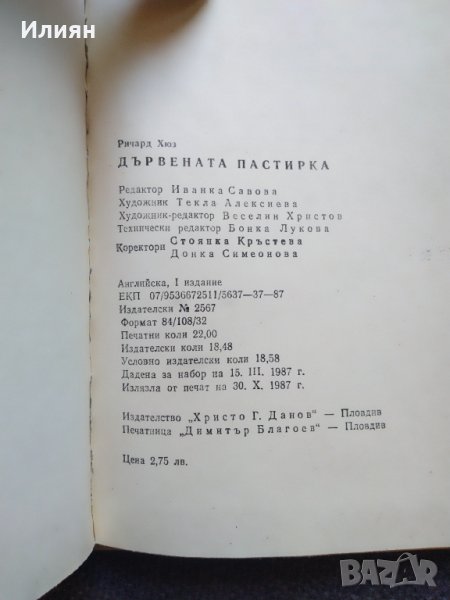 Илиян
Ричард Хюз
ДЪРВЕНАТА ПАСТИРКА
Редактор Иванка Савова
Художник Текла Алексиева
Художник-редактор Веселин Христов
Технически редактор Бонка Лукова
Коректори Стоянка Кръстева
Донка Симеонова
Английска, I издание
ЕКП 07/9536672511/5637—37—87
Издателски № 2567
Формат 84/108/32
Печатни коли 22,00
Издателски коли 18,48
Условно издателски коли 18,58
Дадена за набор на 15. III. 1987 г.
Излязла от печат на 30. X. 1987 г.
Издателство „Христо Г. Данов“ — Пловдив
Печатница „Димитър Благоев“ — Пловдив
Цена 2,75 лв.
BAZAR.BG